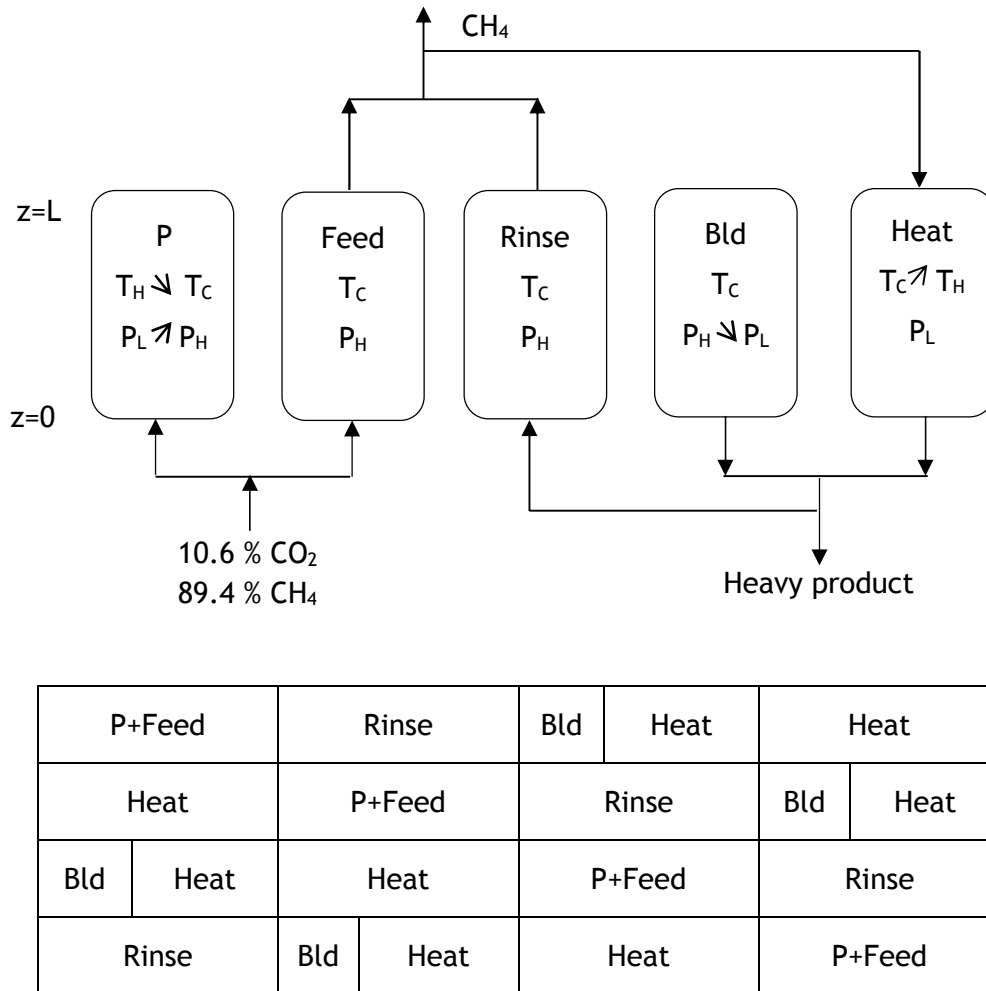 CH₄
z=L
P
T_H ↘ T_C
P_L ↗ P_H
Feed
T_C
P_H
Rinse
T_C
P_H
Bld
T_C
P_H ↘ P_L
Heat
T_C ↗ T_H
P_L
z=0
10.6 % CO₂
89.4 % CH₄
Heavy product
P+Feed Rinse Bld Heat Heat
Heat P+Feed Rinse Bld Heat
Bld Heat Heat P+Feed Rinse
Rinse Bld Heat Heat P+Feed